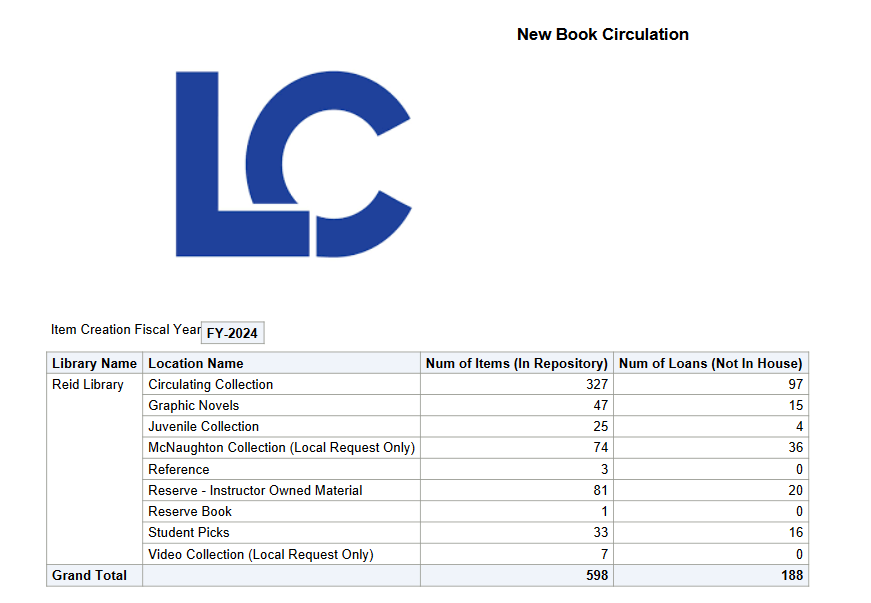 New Book Circulation
LC
Item Creation Fiscal Year FY-2024
Library Name Location Name Num of Items (In Repository) Num of Loans (Not In House)
Reid Library Circulating Collection 327 97
Graphic Novels 47 15
Juvenile Collection 25 4
McNaughton Collection (Local Request Only) 74 36
Reference 3 0
Reserve - Instructor Owned Material 81 20
Reserve Book 1 0
Student Picks 33 16
Video Collection (Local Request Only) 7 0
Grand Total 598 188